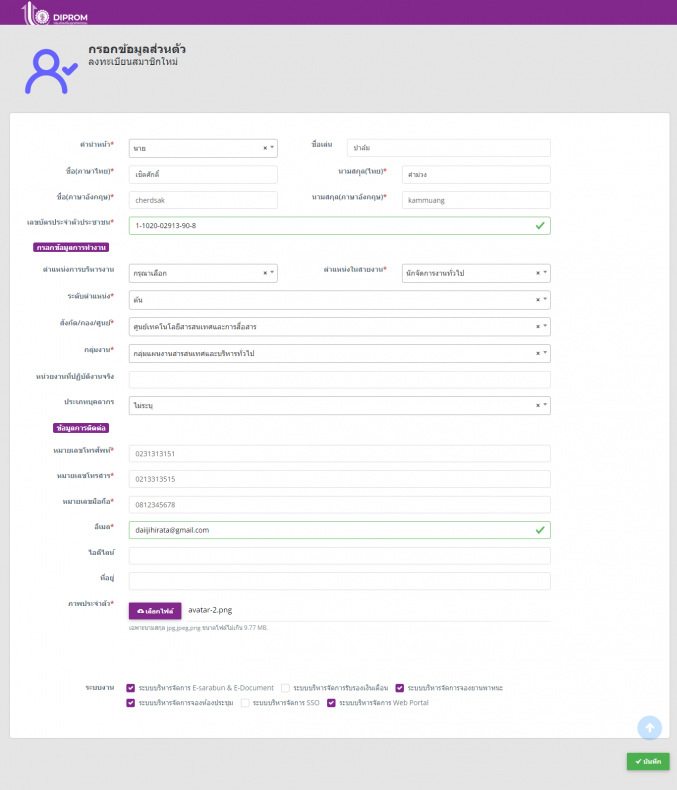 DIPROM
กรอกข้อมูลส่วนตัว
ลงทะเบียนสมาชิกใหม่
คำนำหน้า* นาย × ชื่อเล่น ปาล์ม
ชื่อ(ภาษาไทย)* เชิดศักดิ์ นามสกุล(ไทย)* คำม่วง
ชื่อ(ภาษาอังกฤษ)* cherdsak นามสกุล(ภาษาอังกฤษ)* kammuang
เลขบัตรประจำตัวประชาชน* 1-1020-02913-90-8
กรอกข้อมูลการทำงาน
ตำแหน่งการบริหารงาน กรุณาเลือก × ตำแหน่งในสายงาน* นักจัดการงานทั่วไป ×
ระดับตำแหน่ง* ต้น ×
สังกัด/กอง/ศูนย์* ศูนย์เทคโนโลยีสารสนเทศและการสื่อสาร ×
กลุ่มงาน* กลุ่มแผนงานสารสนเทศและบริหารทั่วไป ×
หน่วยงานที่ปฏิบัติงานจริง
ประเภทบุคลากร ไม่ระบุ ×
ข้อมูลการติดต่อ
หมายเลขโทรศัพท์* 0231313151
หมายเลขโทรสาร* 0213313515
หมายเลขมือถือ* 0812345678
อีเมล* daiijihirata@gmail.com
ไอดีไลน์
ที่อยู่
ภาพประจำตัว* เลือกไฟล์ avatar-2.png
เฉพาะนามสกุล jpg,jpeg,png ขนาดไฟล์ไม่เกิน 9.77 MB.
ระบบงาน ระบบบริหารจัดการ E-sarabun & E-Document ระบบบริหารจัดการรับรองเงินเดือน ระบบบริหารจัดการจองยานพาหนะ
ระบบบริหารจัดการจองห้องประชุม ระบบบริหารจัดการ SSO ระบบบริหารจัดการ Web Portal
บันทึก